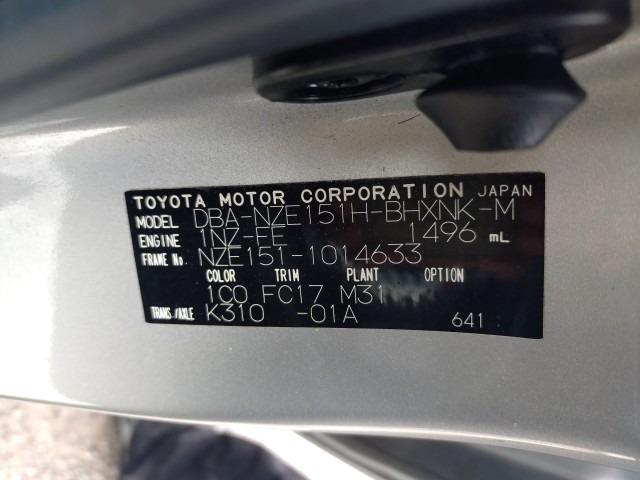 TOYOTA MOTOR CORPORATION JAPAN
MODEL DBA-NZE151H-BHXNK-M
ENGINE 1NZ-FE 1496 mL
FRAME No. NZE151-1014633
COLOR TRIM PLANT OPTION
1C0 FC17 M31
TRANS/AXLE K310 -01A 641